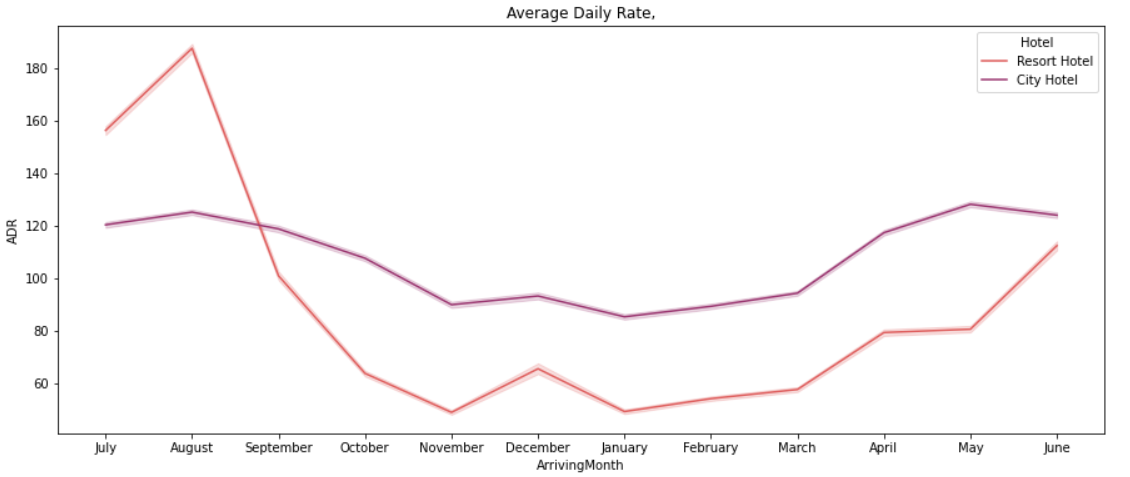 Average Daily Rate,
Hotel
Resort Hotel
City Hotel
180
160
140
120
100
80
60
ADR
July August September October November December January February March April May June
ArrivingMonth